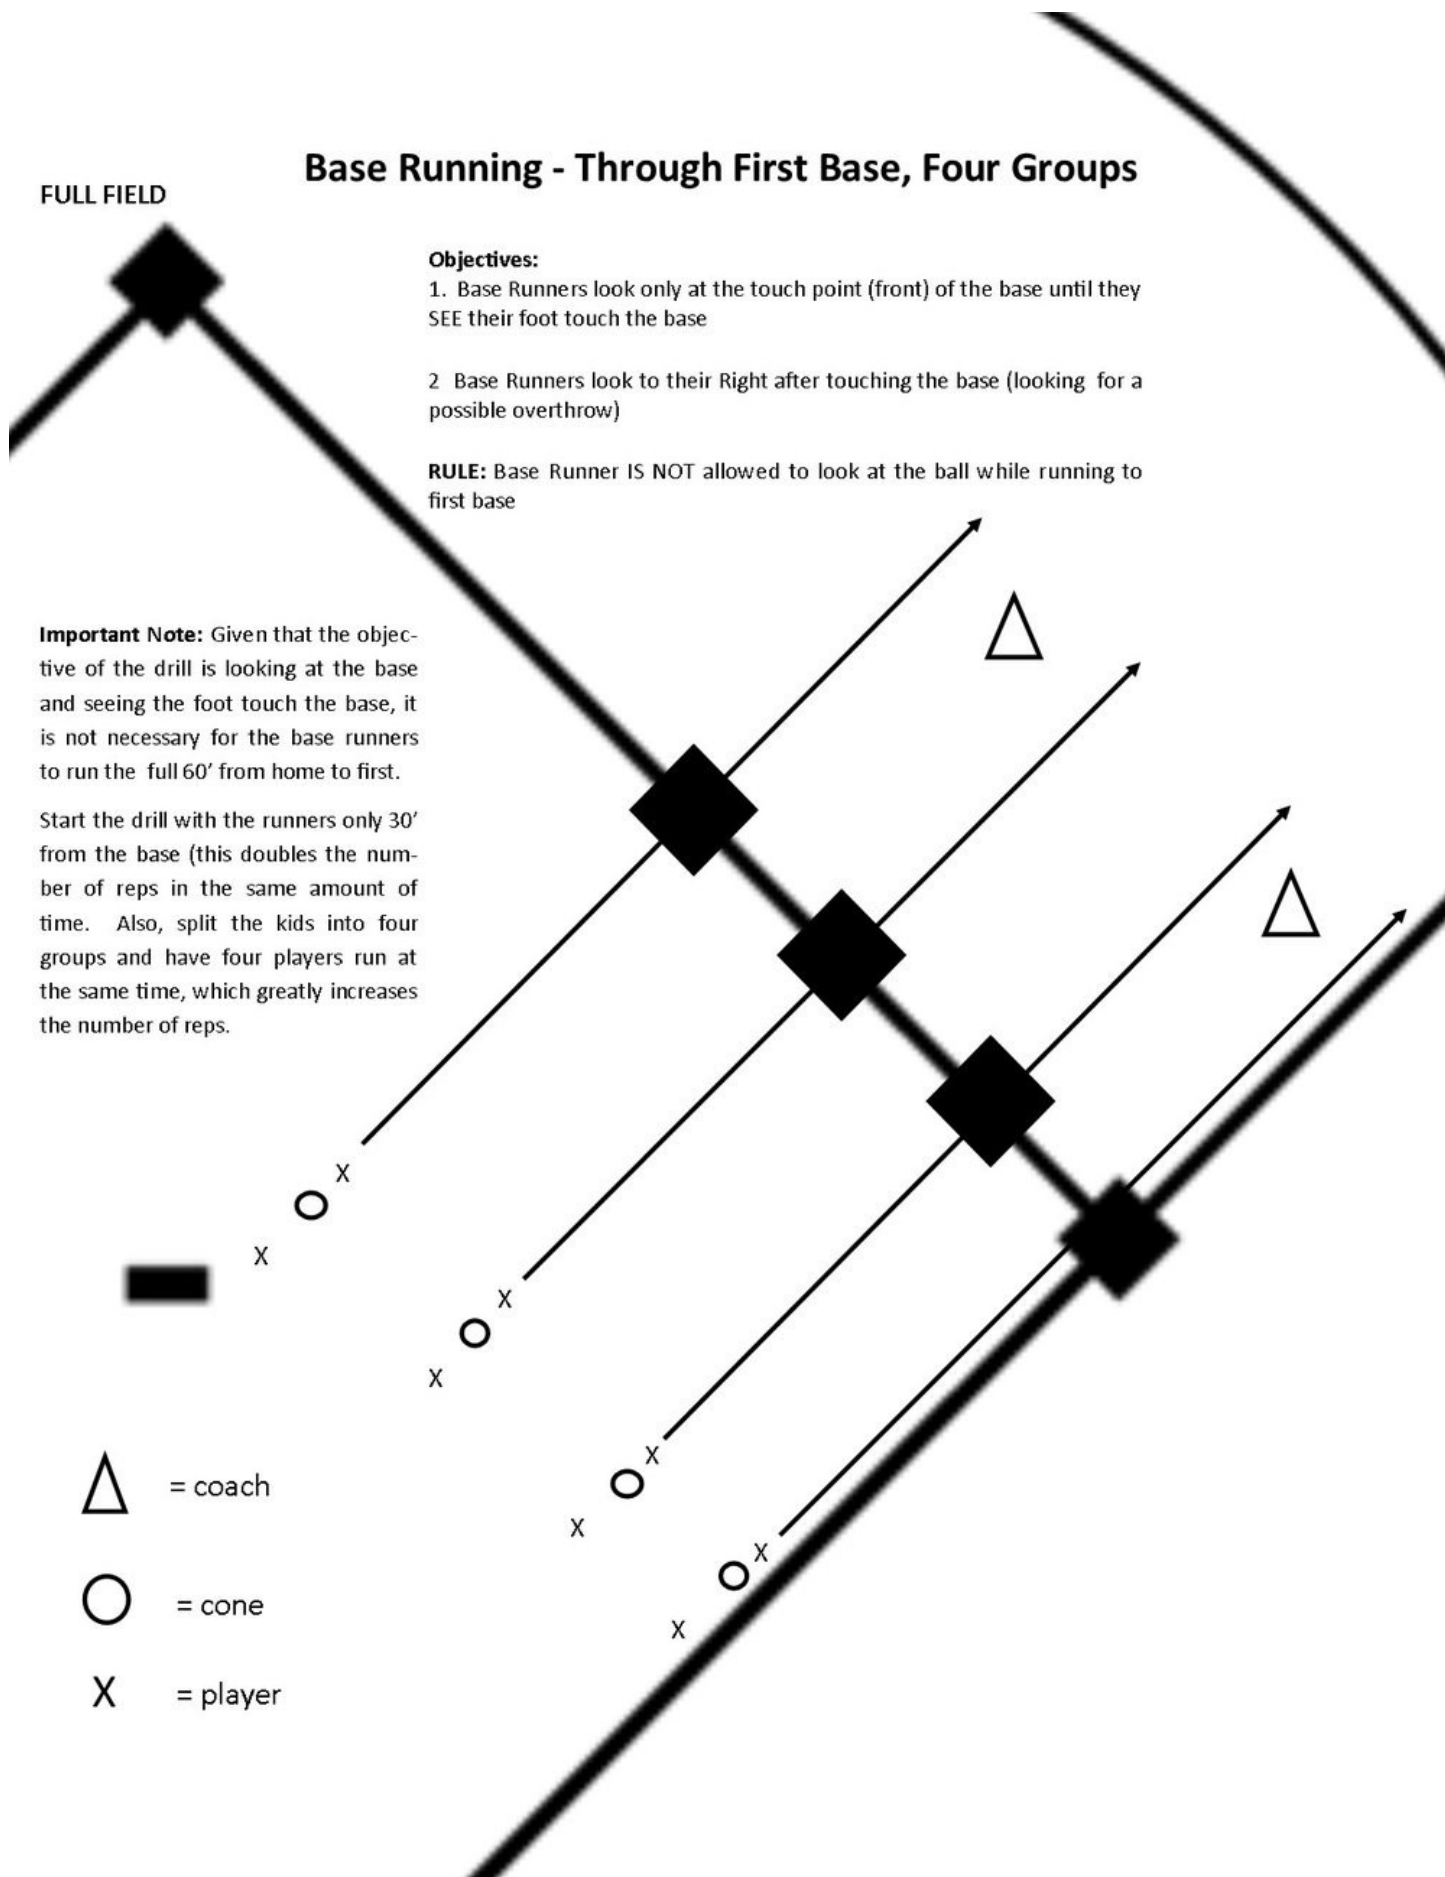 Base Running - Through First Base, Four Groups
FULL FIELD
Objectives:
1. Base Runners look only at the touch point (front) of the base until they
SEE their foot touch the base
2 Base Runners look to their Right after touching the base (looking for a
possible overthrow)
RULE: Base Runner IS NOT allowed to look at the ball while running to
first base
Important Note: Given that the objec-
tive of the drill is looking at the base
and seeing the foot touch the base, it
is not necessary for the base runners
to run the full 60’ from home to first.
Start the drill with the runners only 30’
from the base (this doubles the num-
ber of reps in the same amount of
time. Also, split the kids into four
groups and have four players run at
the same time, which greatly increases
the number of reps.
X
X
X
X
X
X
X
X
= coach
= cone
X = player